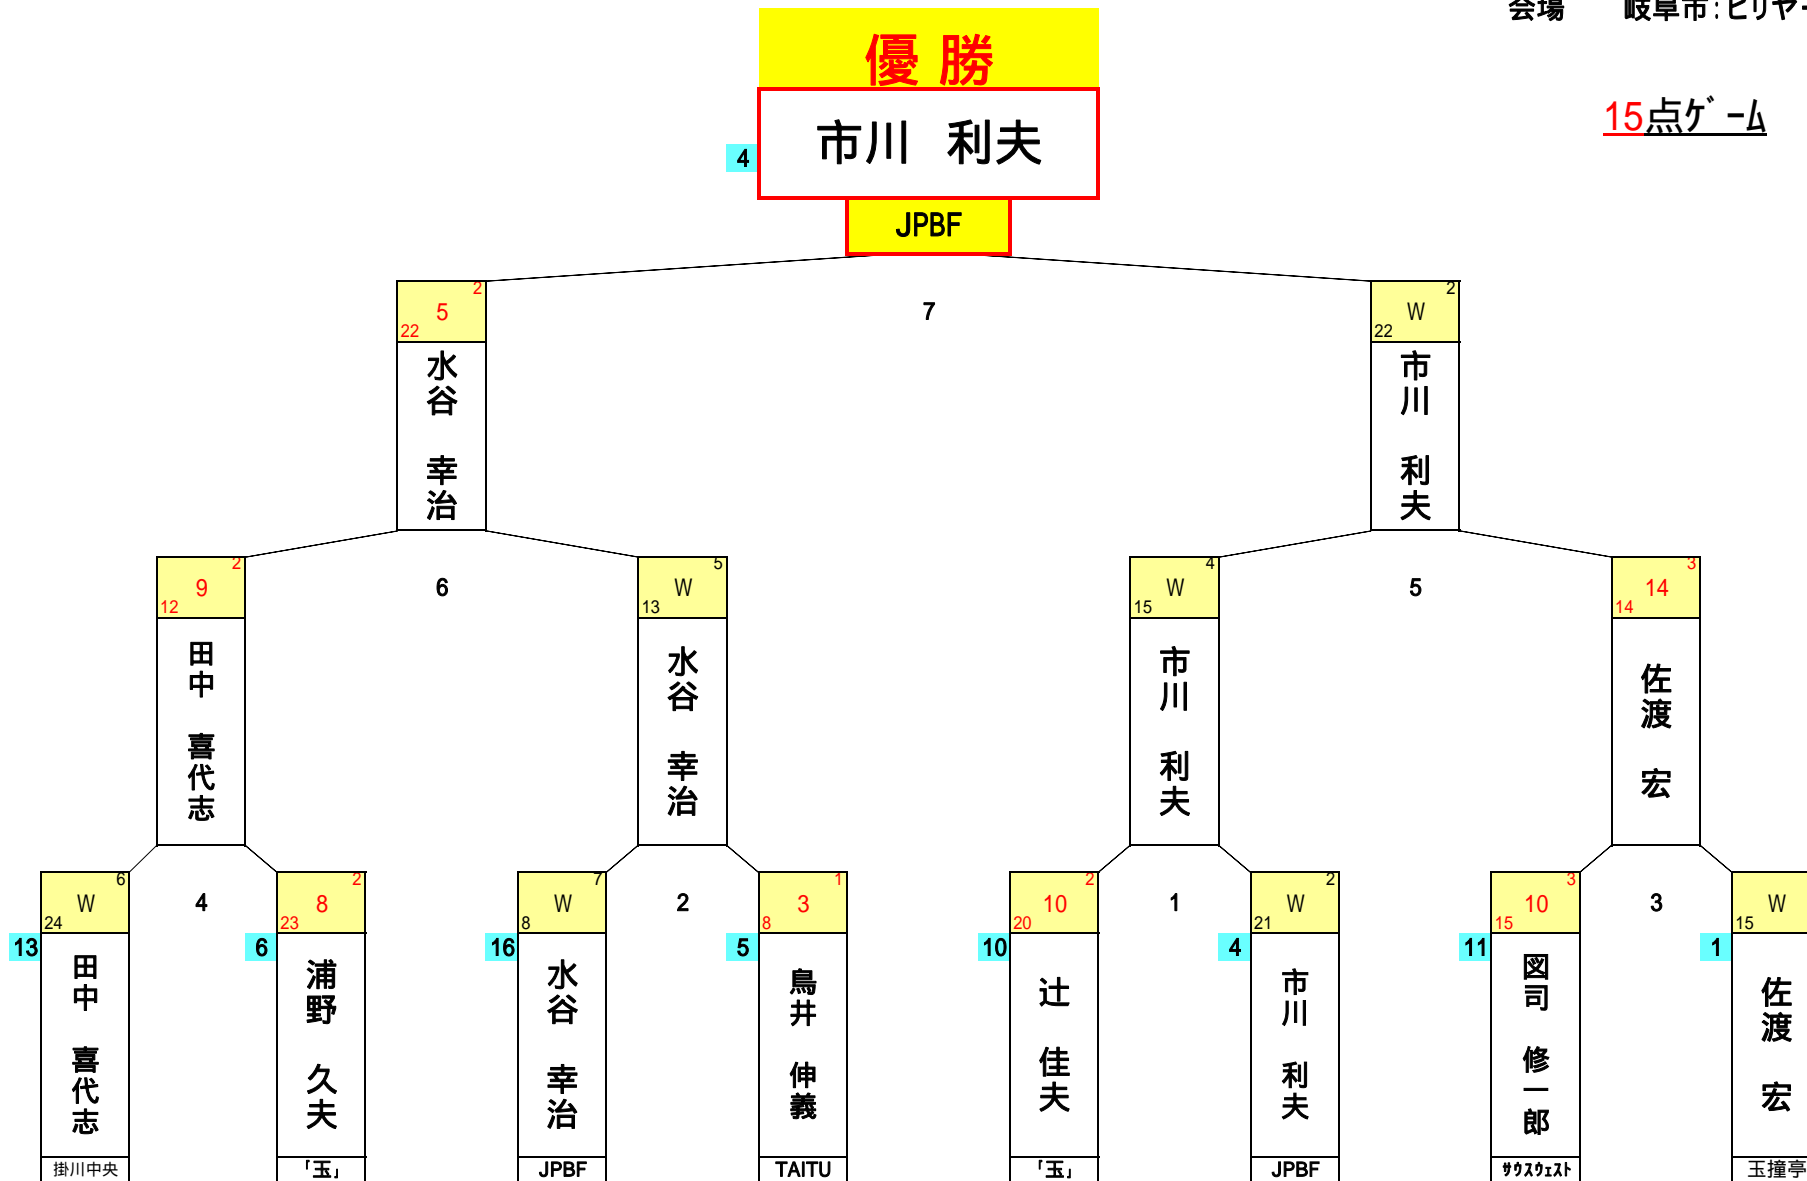 会場 岐阜市：ビリヤー
優 勝
15点ｹﾞｰﾑ
4 市川 利夫
JPBF
2 5 22
7
2 W 22
水谷 幸治
市川 利夫
2 9 12
6
5 W 13
4 W 15
5
3 14 14
田中 喜代志
水谷 幸治
市川 利夫
佐渡 宏
6 W 24
4
2 8 23
7 W 8
2
1 3 8
2 10 20
1
2 W 21
3 10 15
3
W 15
13 田中 喜代志
6 浦野 久夫
16 水谷 幸治
5 鳥井 伸義
10 辻 佳夫
4 市川 利夫
11 図司 修一郎
1 佐渡 宏
掛川中央
「玉」
JPBF
TAITU
「玉」
JPBF
ｻｳｽｳｪｽﾄ
玉撞亭